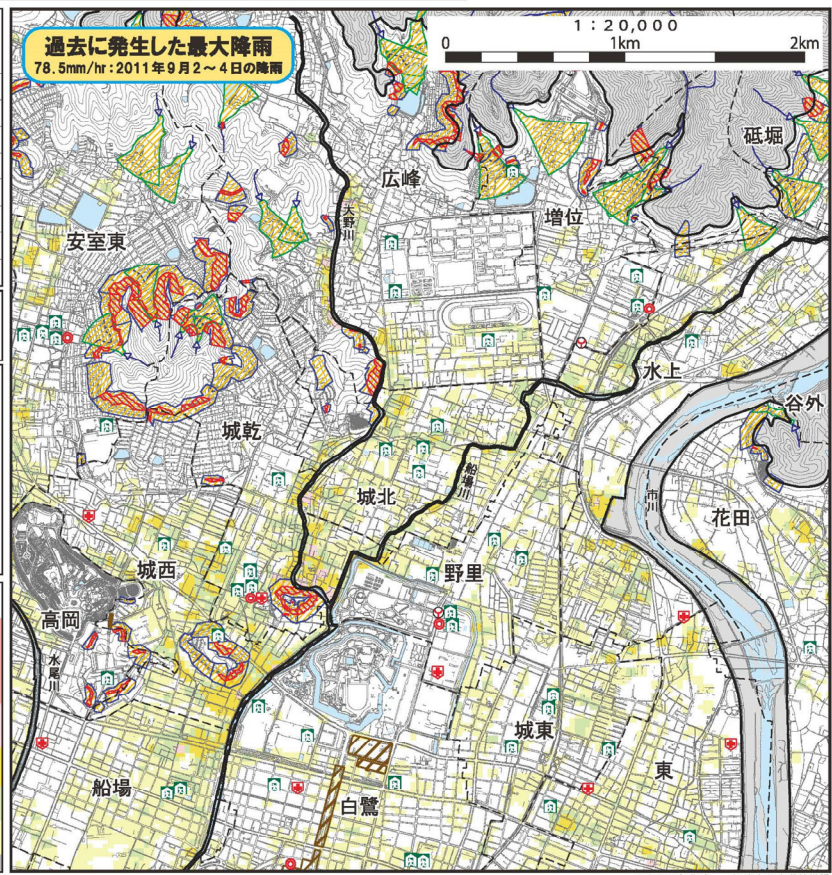 過去に発生した最大降雨
78.5mm/hr:2011年9月2～4日の降雨
1:20,000
0 1km 2km
砥堀
広峰
増位
大野川
安室東
水上
谷外
城乾
城北
船場川
市川
花田
城西
野里
高岡
水尾川
城東
東
船場
白鷺